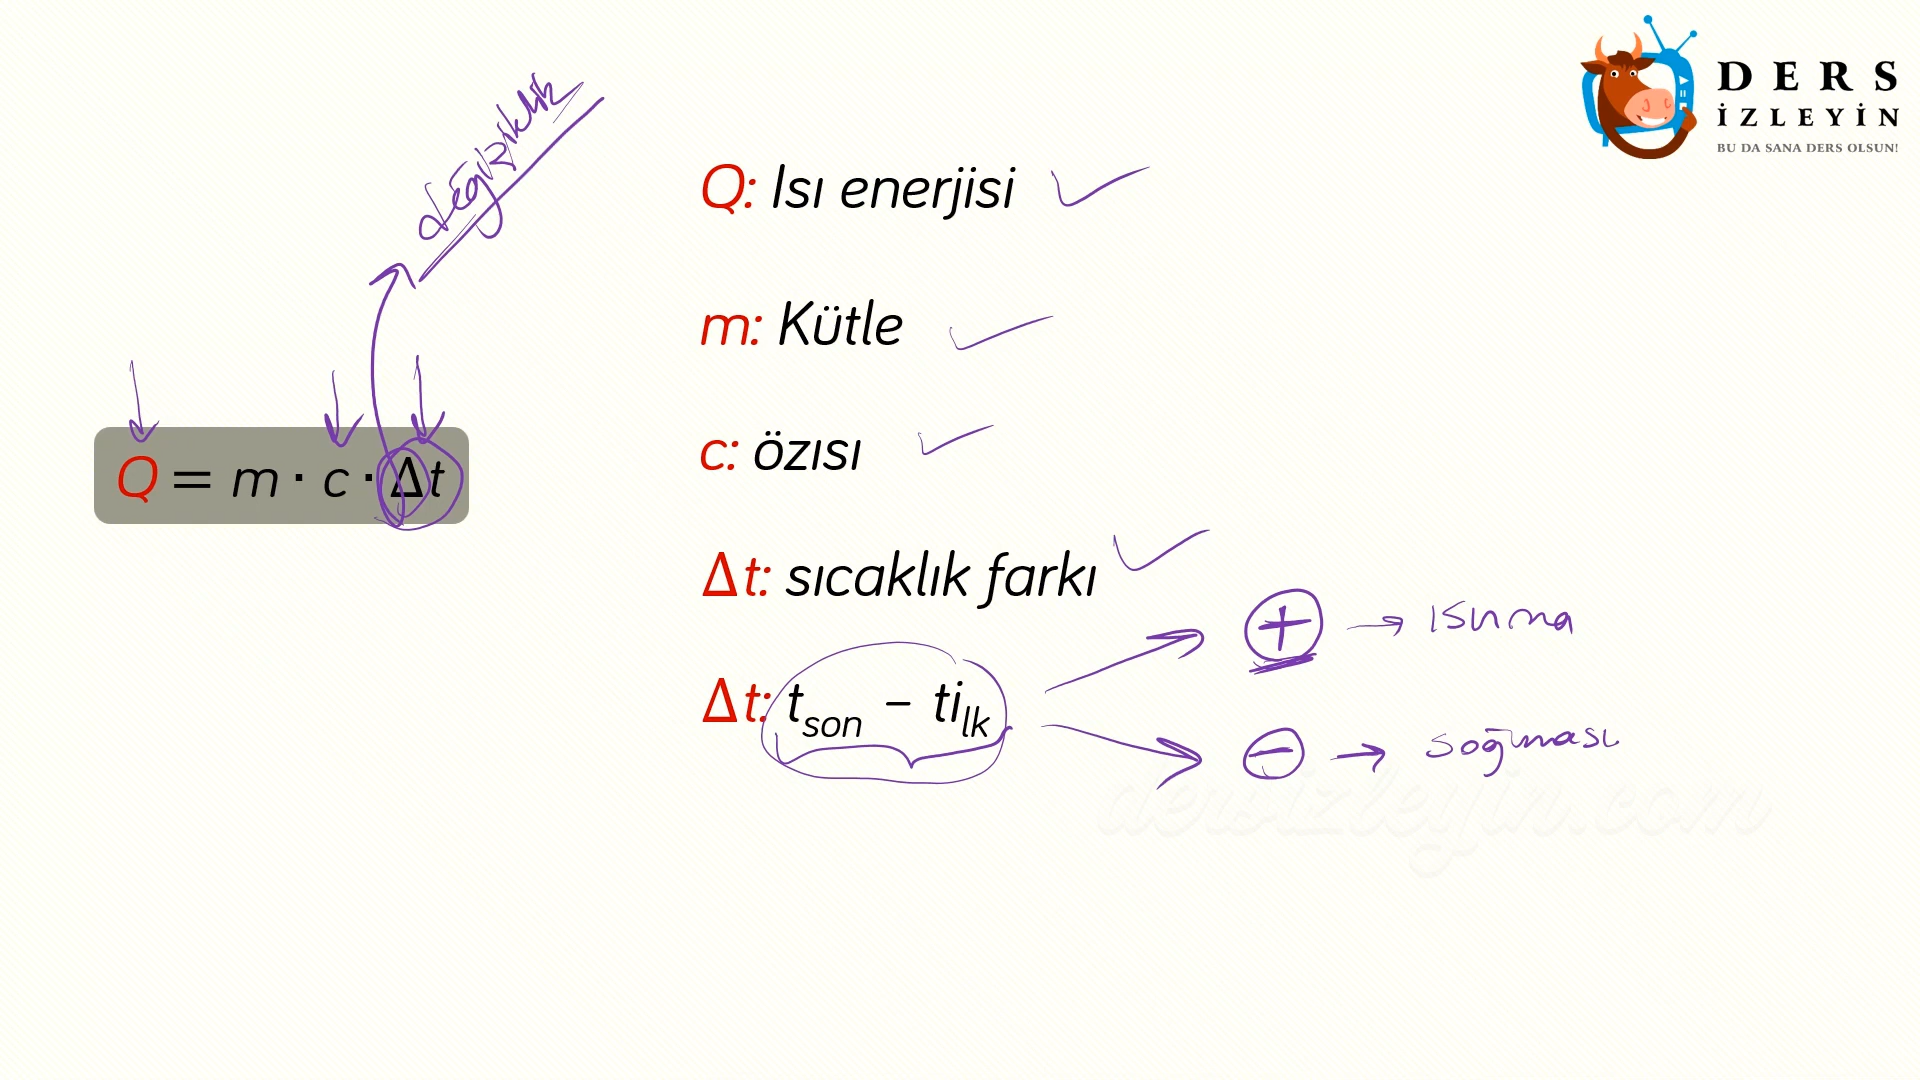 DERS
İZLEYİN
BU DA SANA DERS OLSUN!
değişiklik
Q: Isı enerjisi
m: Kütle
Q = m · c · Δt
c: özısı
Δt: sıcaklık farkı
+ → ısınma
Δt: tson – tilk
– → soğması
dersizleyin.com